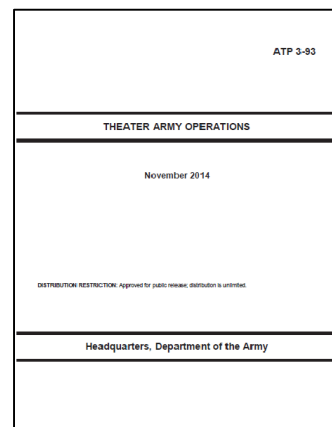 ATP 3-93
THEATER ARMY OPERATIONS
November 2014
DISTRIBUTION RESTRICTION: Approved for public release; distribution is unlimited.
Headquarters, Department of the Army